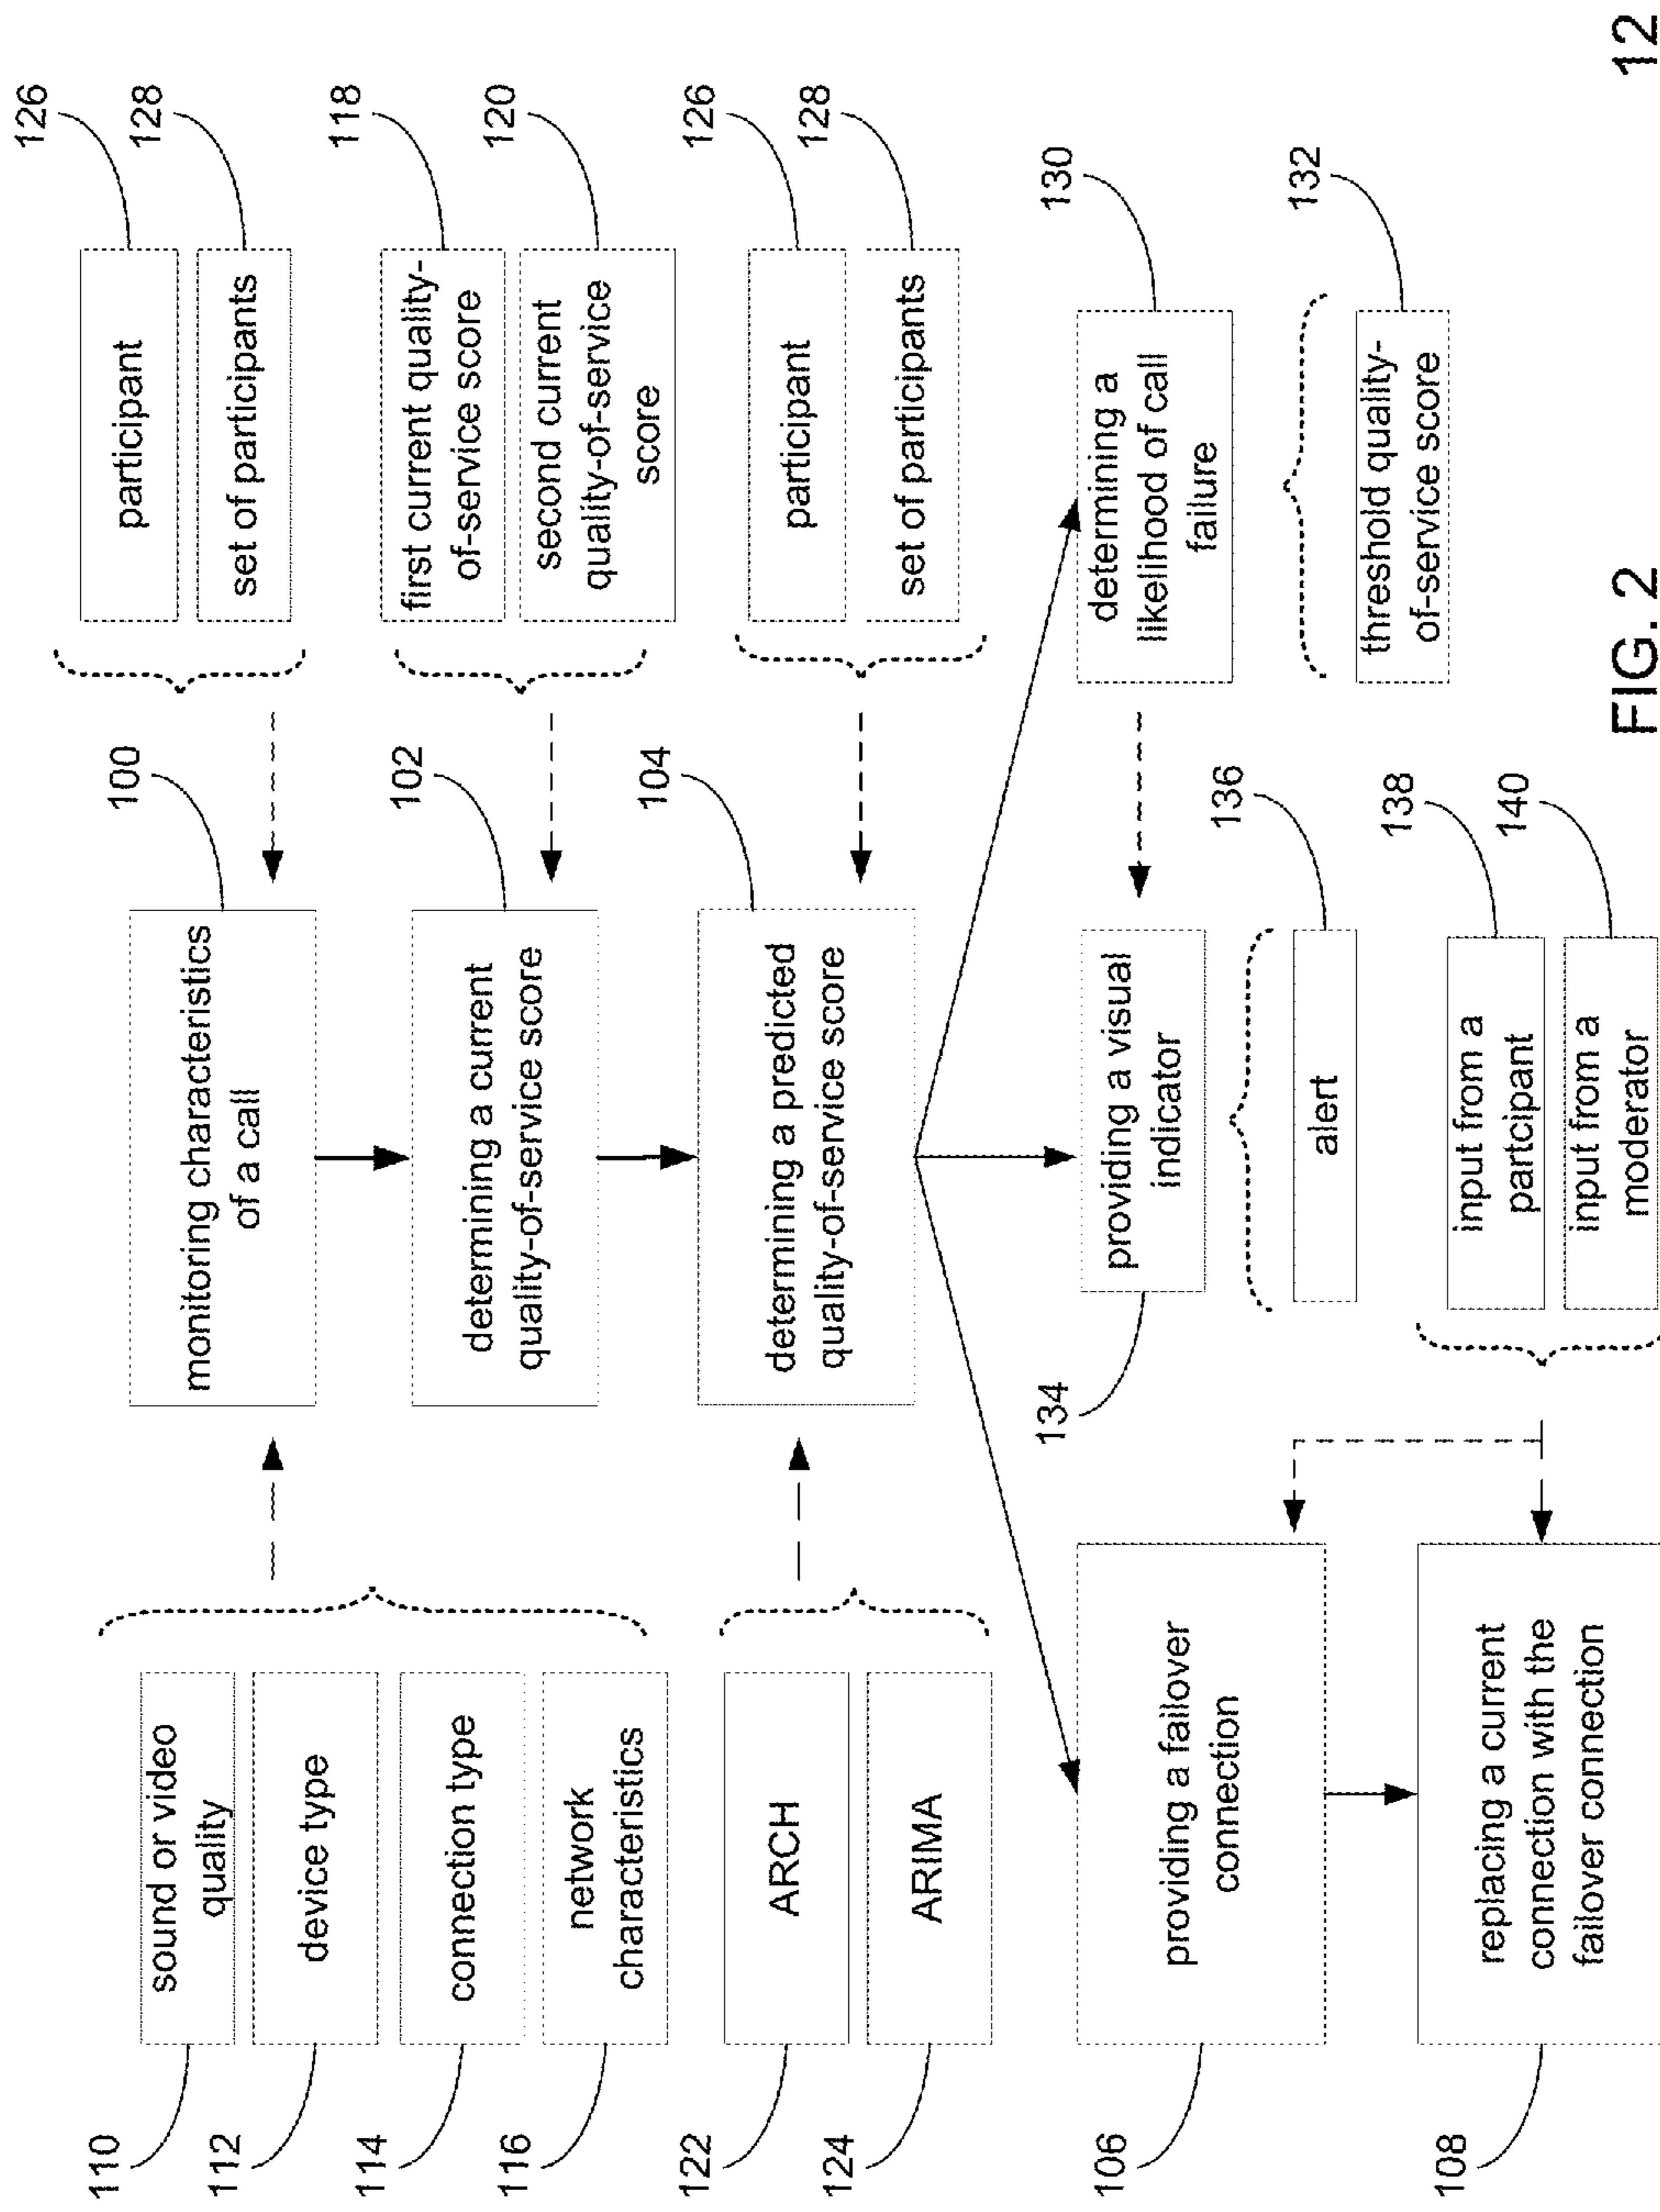 110
sound or video
quality
112
device type
114
connection type
116
network
characteristics
122
ARCH
124
ARIMA
106
providing a failover
connection
108
replacing a current
connection with the
failover connection
100
monitoring characteristics
of a call
102
determining a current
quality-of-service score
104
determining a predicted
quality-of-service score
134
providing a visual
indicator
136
alert
138
input from a
partcipant
140
input from a
moderator
126
participant
128
set of participants
118
first current quality-
of-service score
120
second current
quality-of-service
score
126
participant
128
set of participants
130
determining a
likelihood of call
failure
132
threshold quality-
of-service score
FIG. 2
12